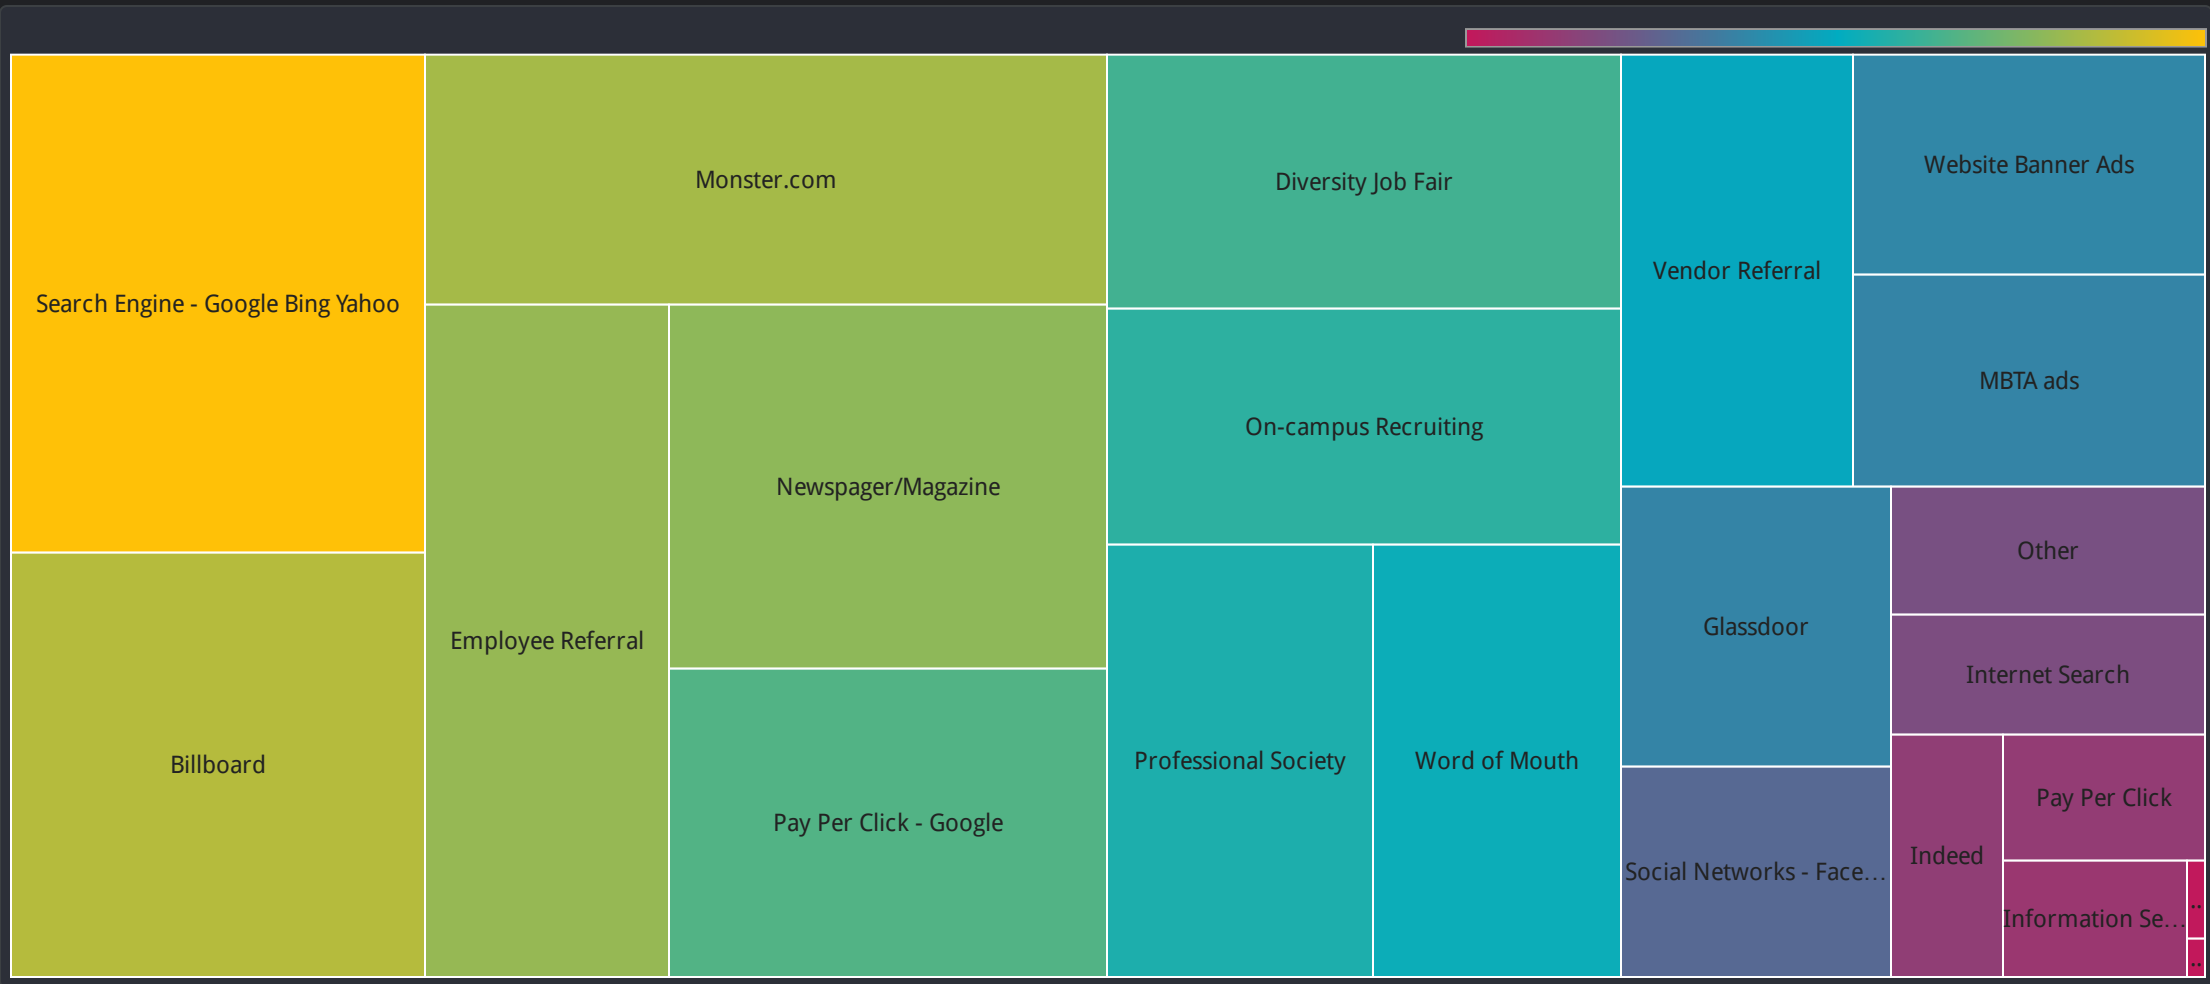 Search Engine - Google Bing Yahoo
Billboard
Monster.com
Employee Referral
Newspager/Magazine
Pay Per Click - Google
Diversity Job Fair
On-campus Recruiting
Professional Society
Word of Mouth
Vendor Referral
Website Banner Ads
MBTA ads
Glassdoor
Social Networks - Face…
Other
Internet Search
Indeed
Pay Per Click
Information Se…
..
..